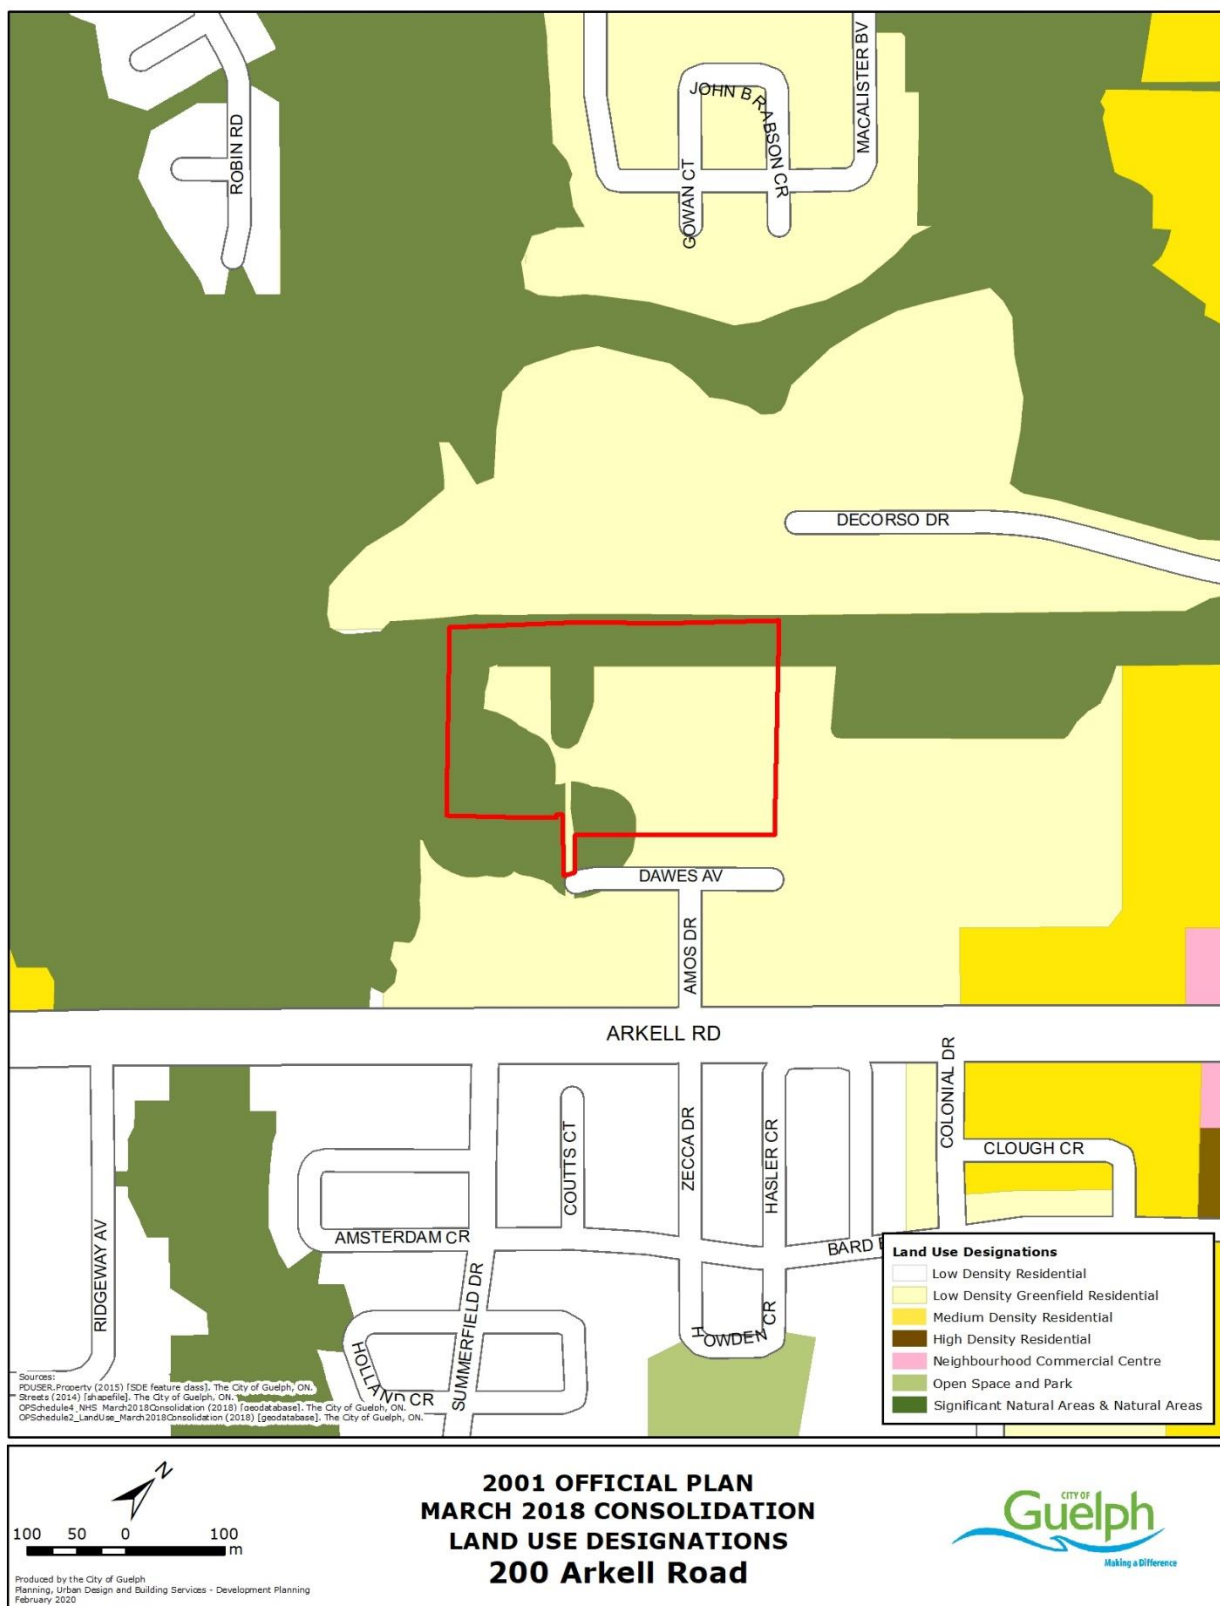 ROBIN RD
JOHN BRABSON CR
GOWAN CT
MACALISTER BV
DECORSO DR
DAWES AV
AMOS DR
ARKELL RD
RIDGEWAY AV
COUTTS CT
ZECCA DR
HASLER CR
COLONIAL DR
CLOUGH CR
AMSTERDAM CR
BARD
SUMMERFIELD DR
HOLLAND CR
HOWDEN CR
Land Use Designations
Low Density Residential
Low Density Greenfield Residential
Medium Density Residential
High Density Residential
Neighbourhood Commercial Centre
Open Space and Park
Significant Natural Areas & Natural Areas
Sources:
PDUSER.Property (2015) [SDE feature class]. The City of Guelph, ON.
Streets (2014) [shapefile]. The City of Guelph, ON.
OPSchedule4_NHS_March2018Consolidation (2018) [geodatabase]. The City of Guelph, ON.
OPSchedule2_LandUse_March2018Consolidation (2018) [geodatabase]. The City of Guelph, ON.
N
100 50 0 100
m
Produced by the City of Guelph
Planning, Urban Design and Building Services - Development Planning
February 2020
2001 OFFICIAL PLAN
MARCH 2018 CONSOLIDATION
LAND USE DESIGNATIONS
200 Arkell Road
CITY OF
Guelph
Making a Difference